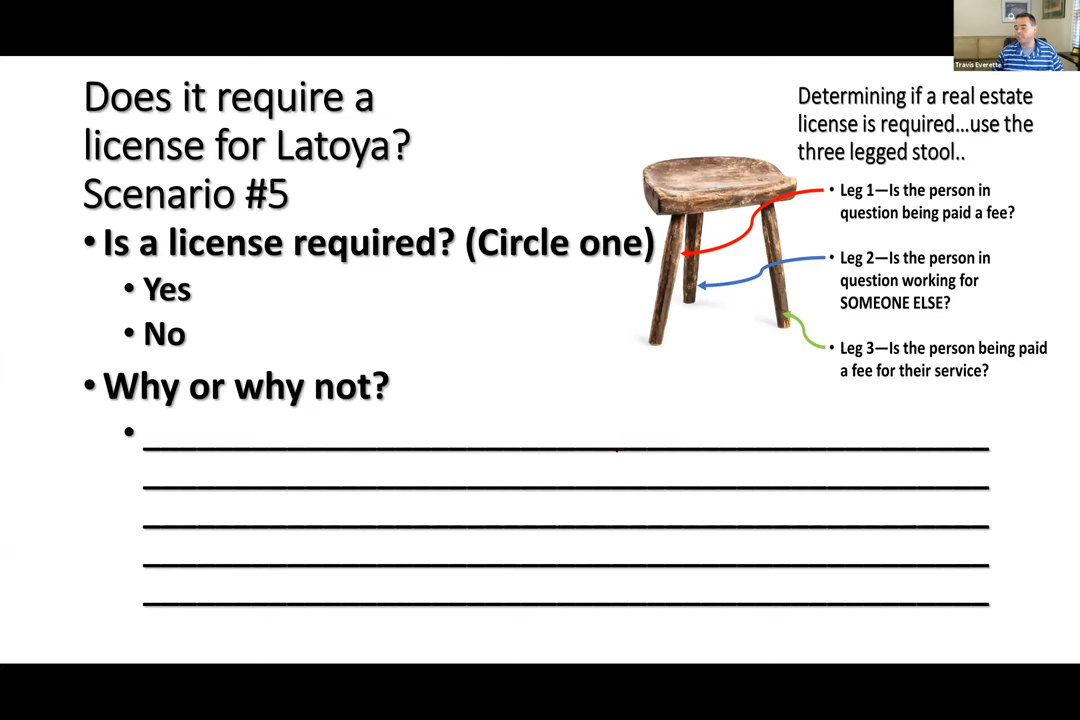 Does it require a
license for Latoya?
Scenario #5
• Is a license required? (Circle one)
• Yes
• No
• Why or why not?
•
Determining if a real estate
license is required…use the
three legged stool..
• Leg 1—Is the person in
question being paid a fee?
• Leg 2—Is the person in
question working for
SOMEONE ELSE?
• Leg 3—Is the person being paid
a fee for their service?
Travis Everette